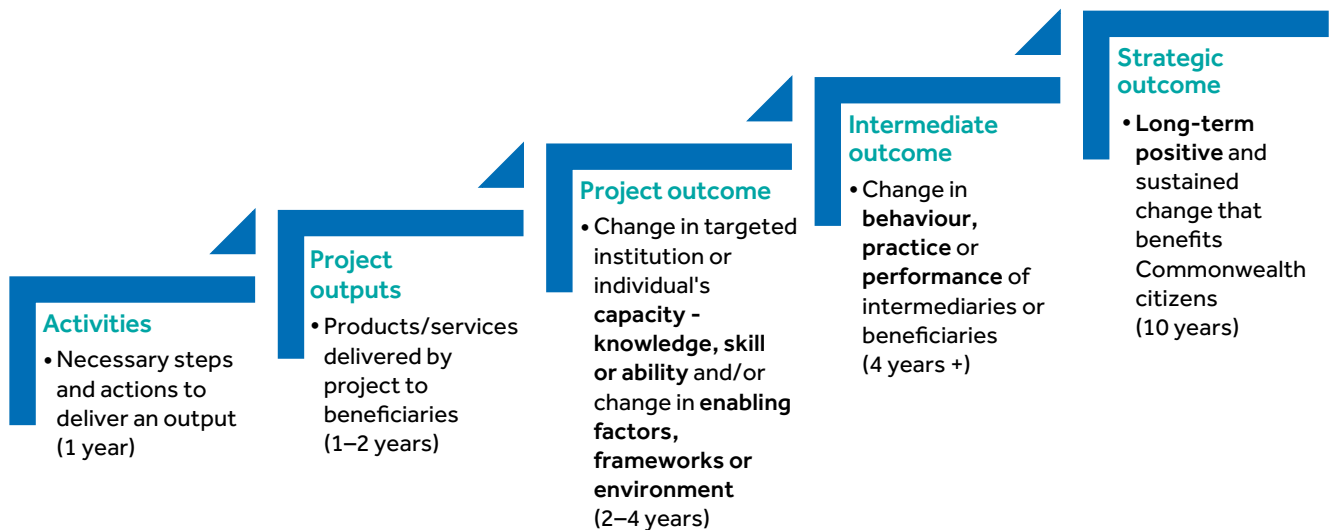 Activities
• Necessary steps
and actions to
deliver an output
(1 year)
Project
outputs
• Products/services
delivered by
project to
beneficiaries
(1–2 years)
Project outcome
• Change in targeted
institution or
individual's
capacity -
knowledge, skill
or ability and/or
change in enabling
factors,
frameworks or
environment
(2–4 years)
Intermediate
outcome
• Change in
behaviour,
practice or
performance of
intermediaries or
beneficiaries
(4 years +)
Strategic
outcome
• Long-term
positive and
sustained
change that
benefits
Commonwealth
citizens
(10 years)